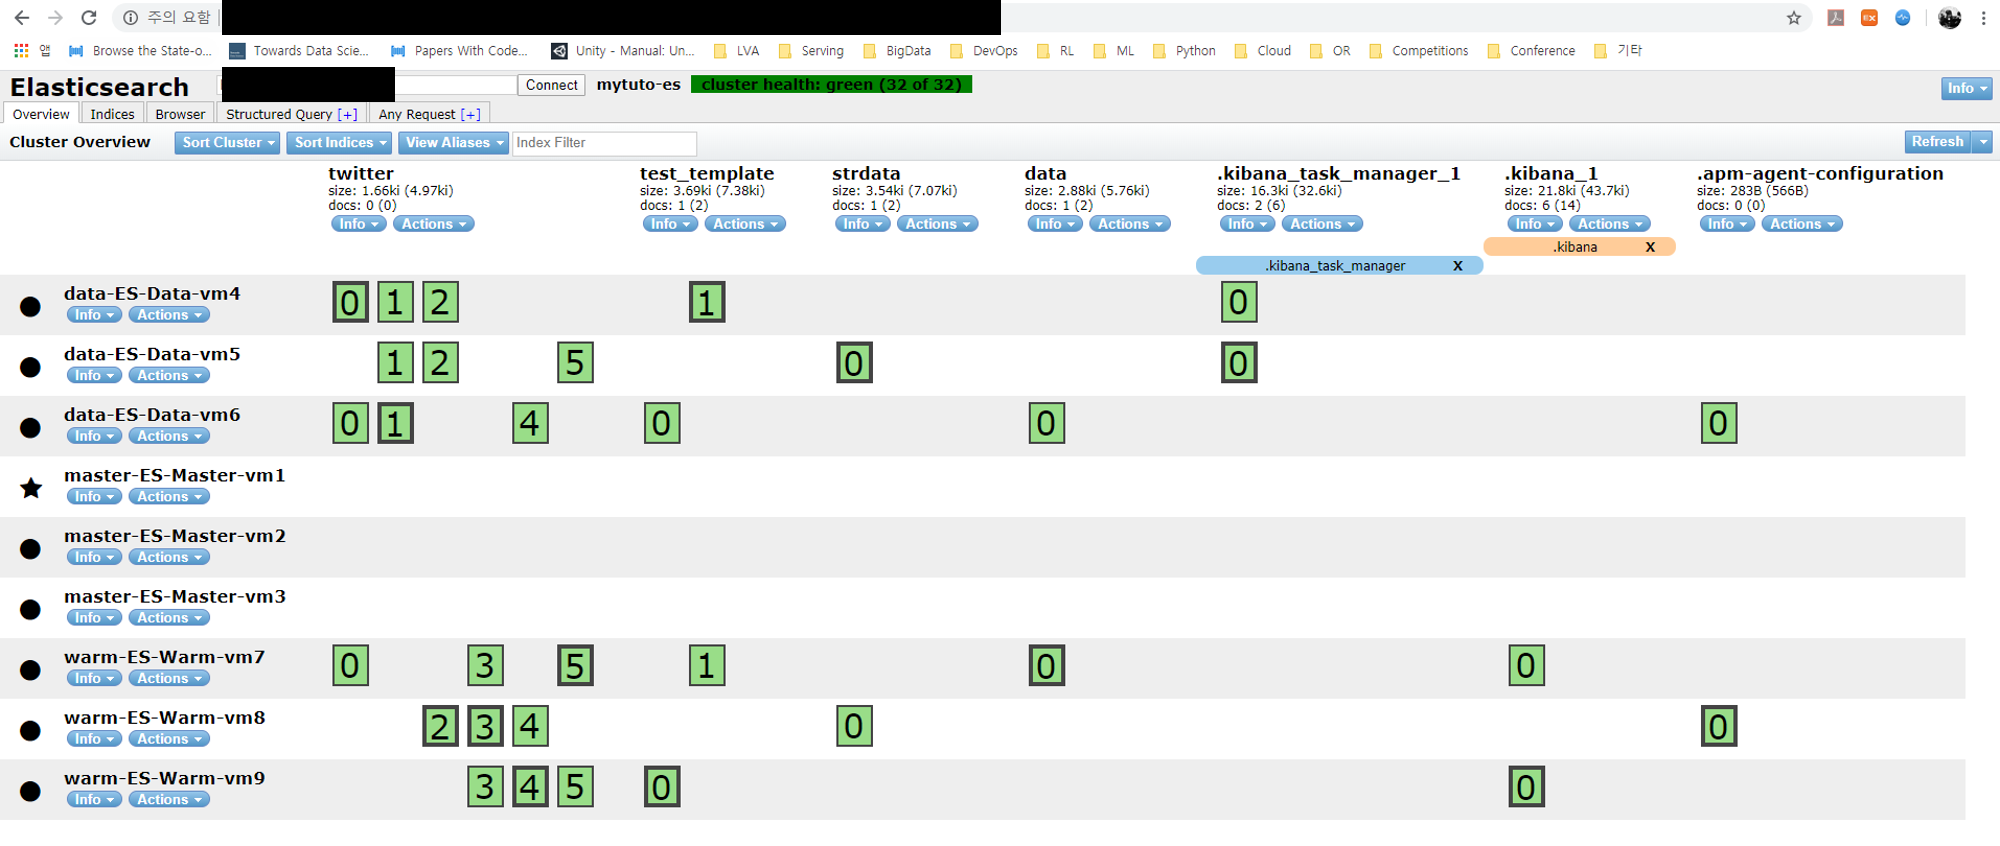 주의 요함
앱 Browse the State-o... Towards Data Scie... Papers With Code... Unity - Manual: Un... LVA Serving BigData DevOps RL ML Python Cloud OR Competitions Conference 기타
Elasticsearch Connect mytuto-es cluster health: green (32 of 32) Info
Overview Indices Browser Structured Query [+] Any Request [+]
Cluster Overview Sort Cluster Sort Indices View Aliases Index Filter Refresh
twitter test_template strdata data .kibana_task_manager_1 .kibana_1 .apm-agent-configuration
size: 1.66ki (4.97ki) size: 3.69ki (7.38ki) size: 3.54ki (7.07ki) size: 2.88ki (5.76ki) size: 16.3ki (32.6ki) size: 21.8ki (43.7ki) size: 283B (566B)
docs: 0 (0) docs: 1 (2) docs: 1 (2) docs: 1 (2) docs: 2 (6) docs: 6 (14) docs: 0 (0)
Info Actions Info Actions Info Actions Info Actions Info Actions Info Actions Info Actions
.kibana X
.kibana_task_manager X
data-ES-Data-vm4 0 1 2 1 0
Info Actions
data-ES-Data-vm5 1 2 5 0 0
Info Actions
data-ES-Data-vm6 0 1 4 0 0 0
Info Actions
master-ES-Master-vm1
Info Actions
master-ES-Master-vm2
Info Actions
master-ES-Master-vm3
Info Actions
warm-ES-Warm-vm7 0 3 5 1 0 0
Info Actions
warm-ES-Warm-vm8 2 3 4 0 0
Info Actions
warm-ES-Warm-vm9 3 4 5 0 0
Info Actions